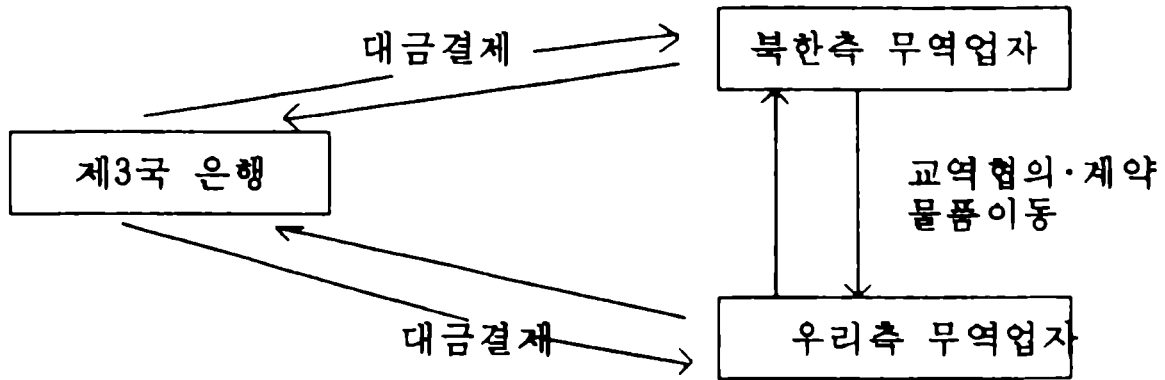 대금결제
북한측 무역업자
제3국 은행
교역협의·계약
물품이동
대금결재
우리측 무역업자